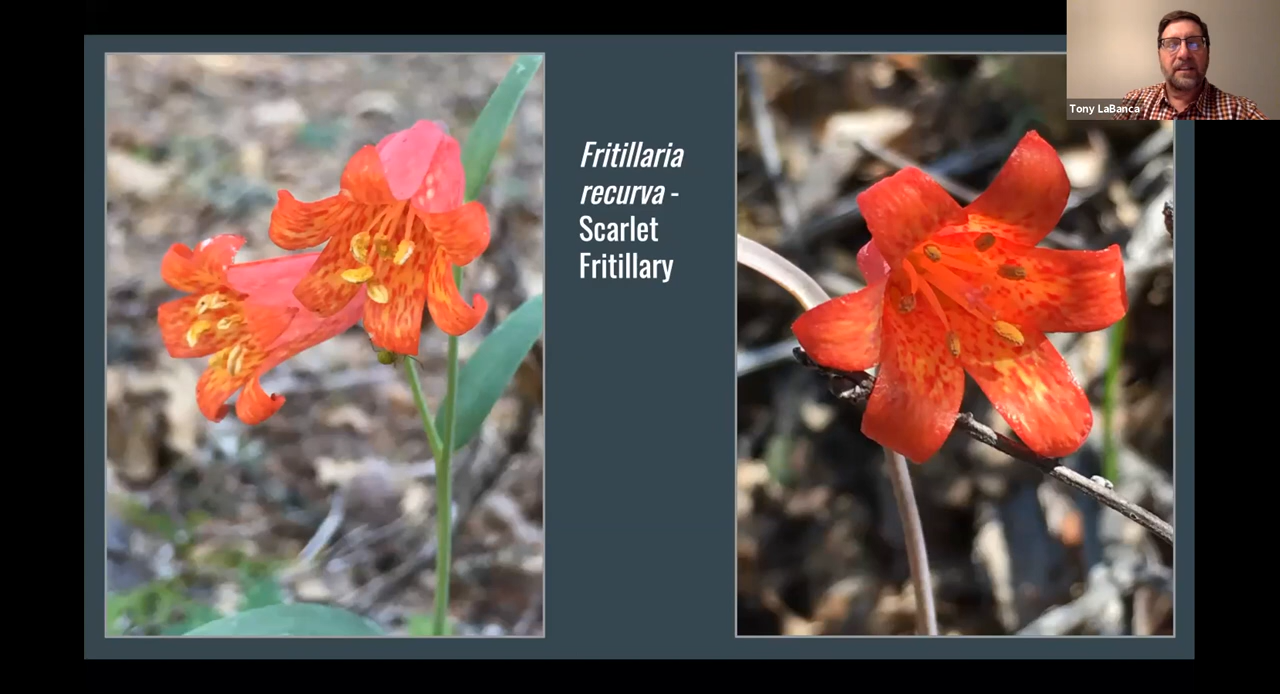 Fritillaria
recurva -
Scarlet
Fritillary
Tony LaBanca